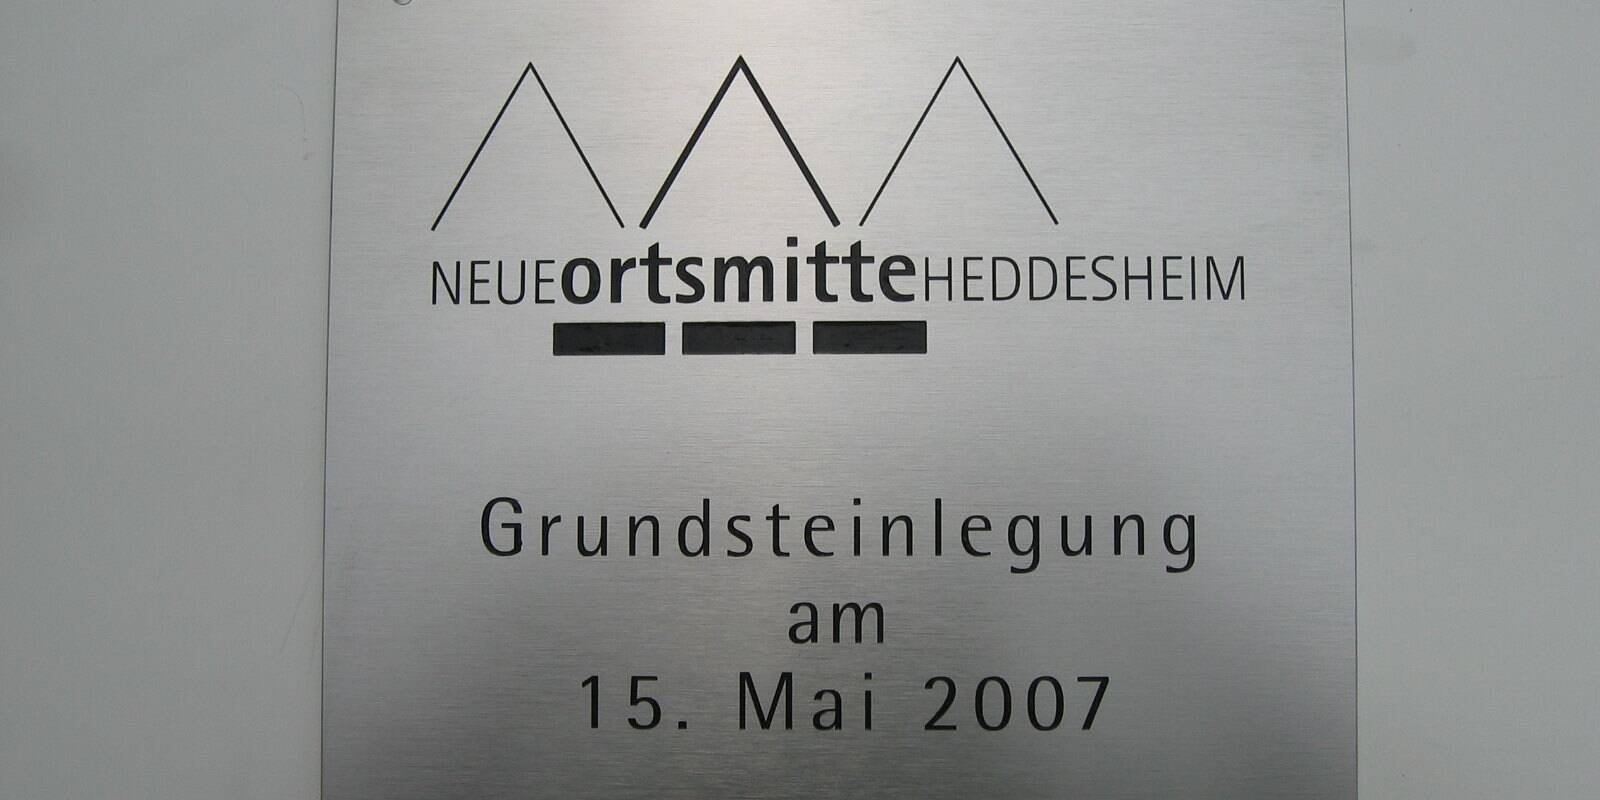 NEUEortsmitteHEDDESHEIM
Grundsteinlegung
am
15. Mai 2007